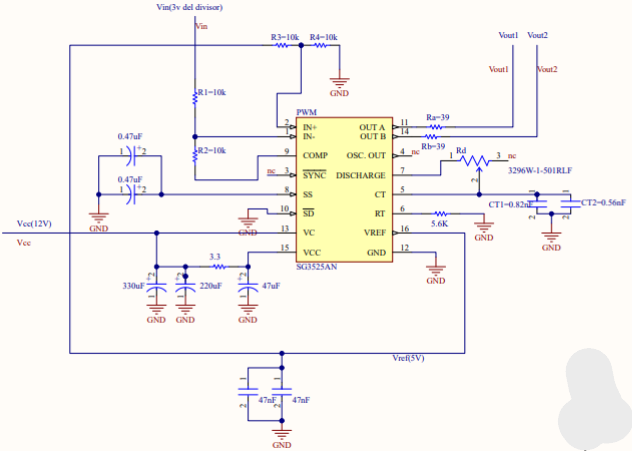 Vin(3v del divisor)
Vin
R3=10k R4=10k
GND
Vout1 Vout2
Vout1 Vout2
R1=10k
PWM
2 IN+ OUT A 11 Ra=39
1 IN- OUT B 14 Rb=39
0.47uF
1 2
R2=10k
9 COMP OSC. OUT 4 nc
Rd
1 3 nc
2
3296W-1-501RLF
nc 3 SYNC DISCHARGE 7
0.47uF
1 2
8 SS CT 5
CT1=0.82nF CT2=0.56nF
10 SD RT 6
5.6K
GND
GND
GND
GND
Vcc(12V)
Vcc
13 VC VREF 16
15 VCC GND 12
SG3525AN
3.3
GND
330uF 220uF 47uF
GND GND GND
Vref(5V)
1 1
47nF 47nF
2 2
GND